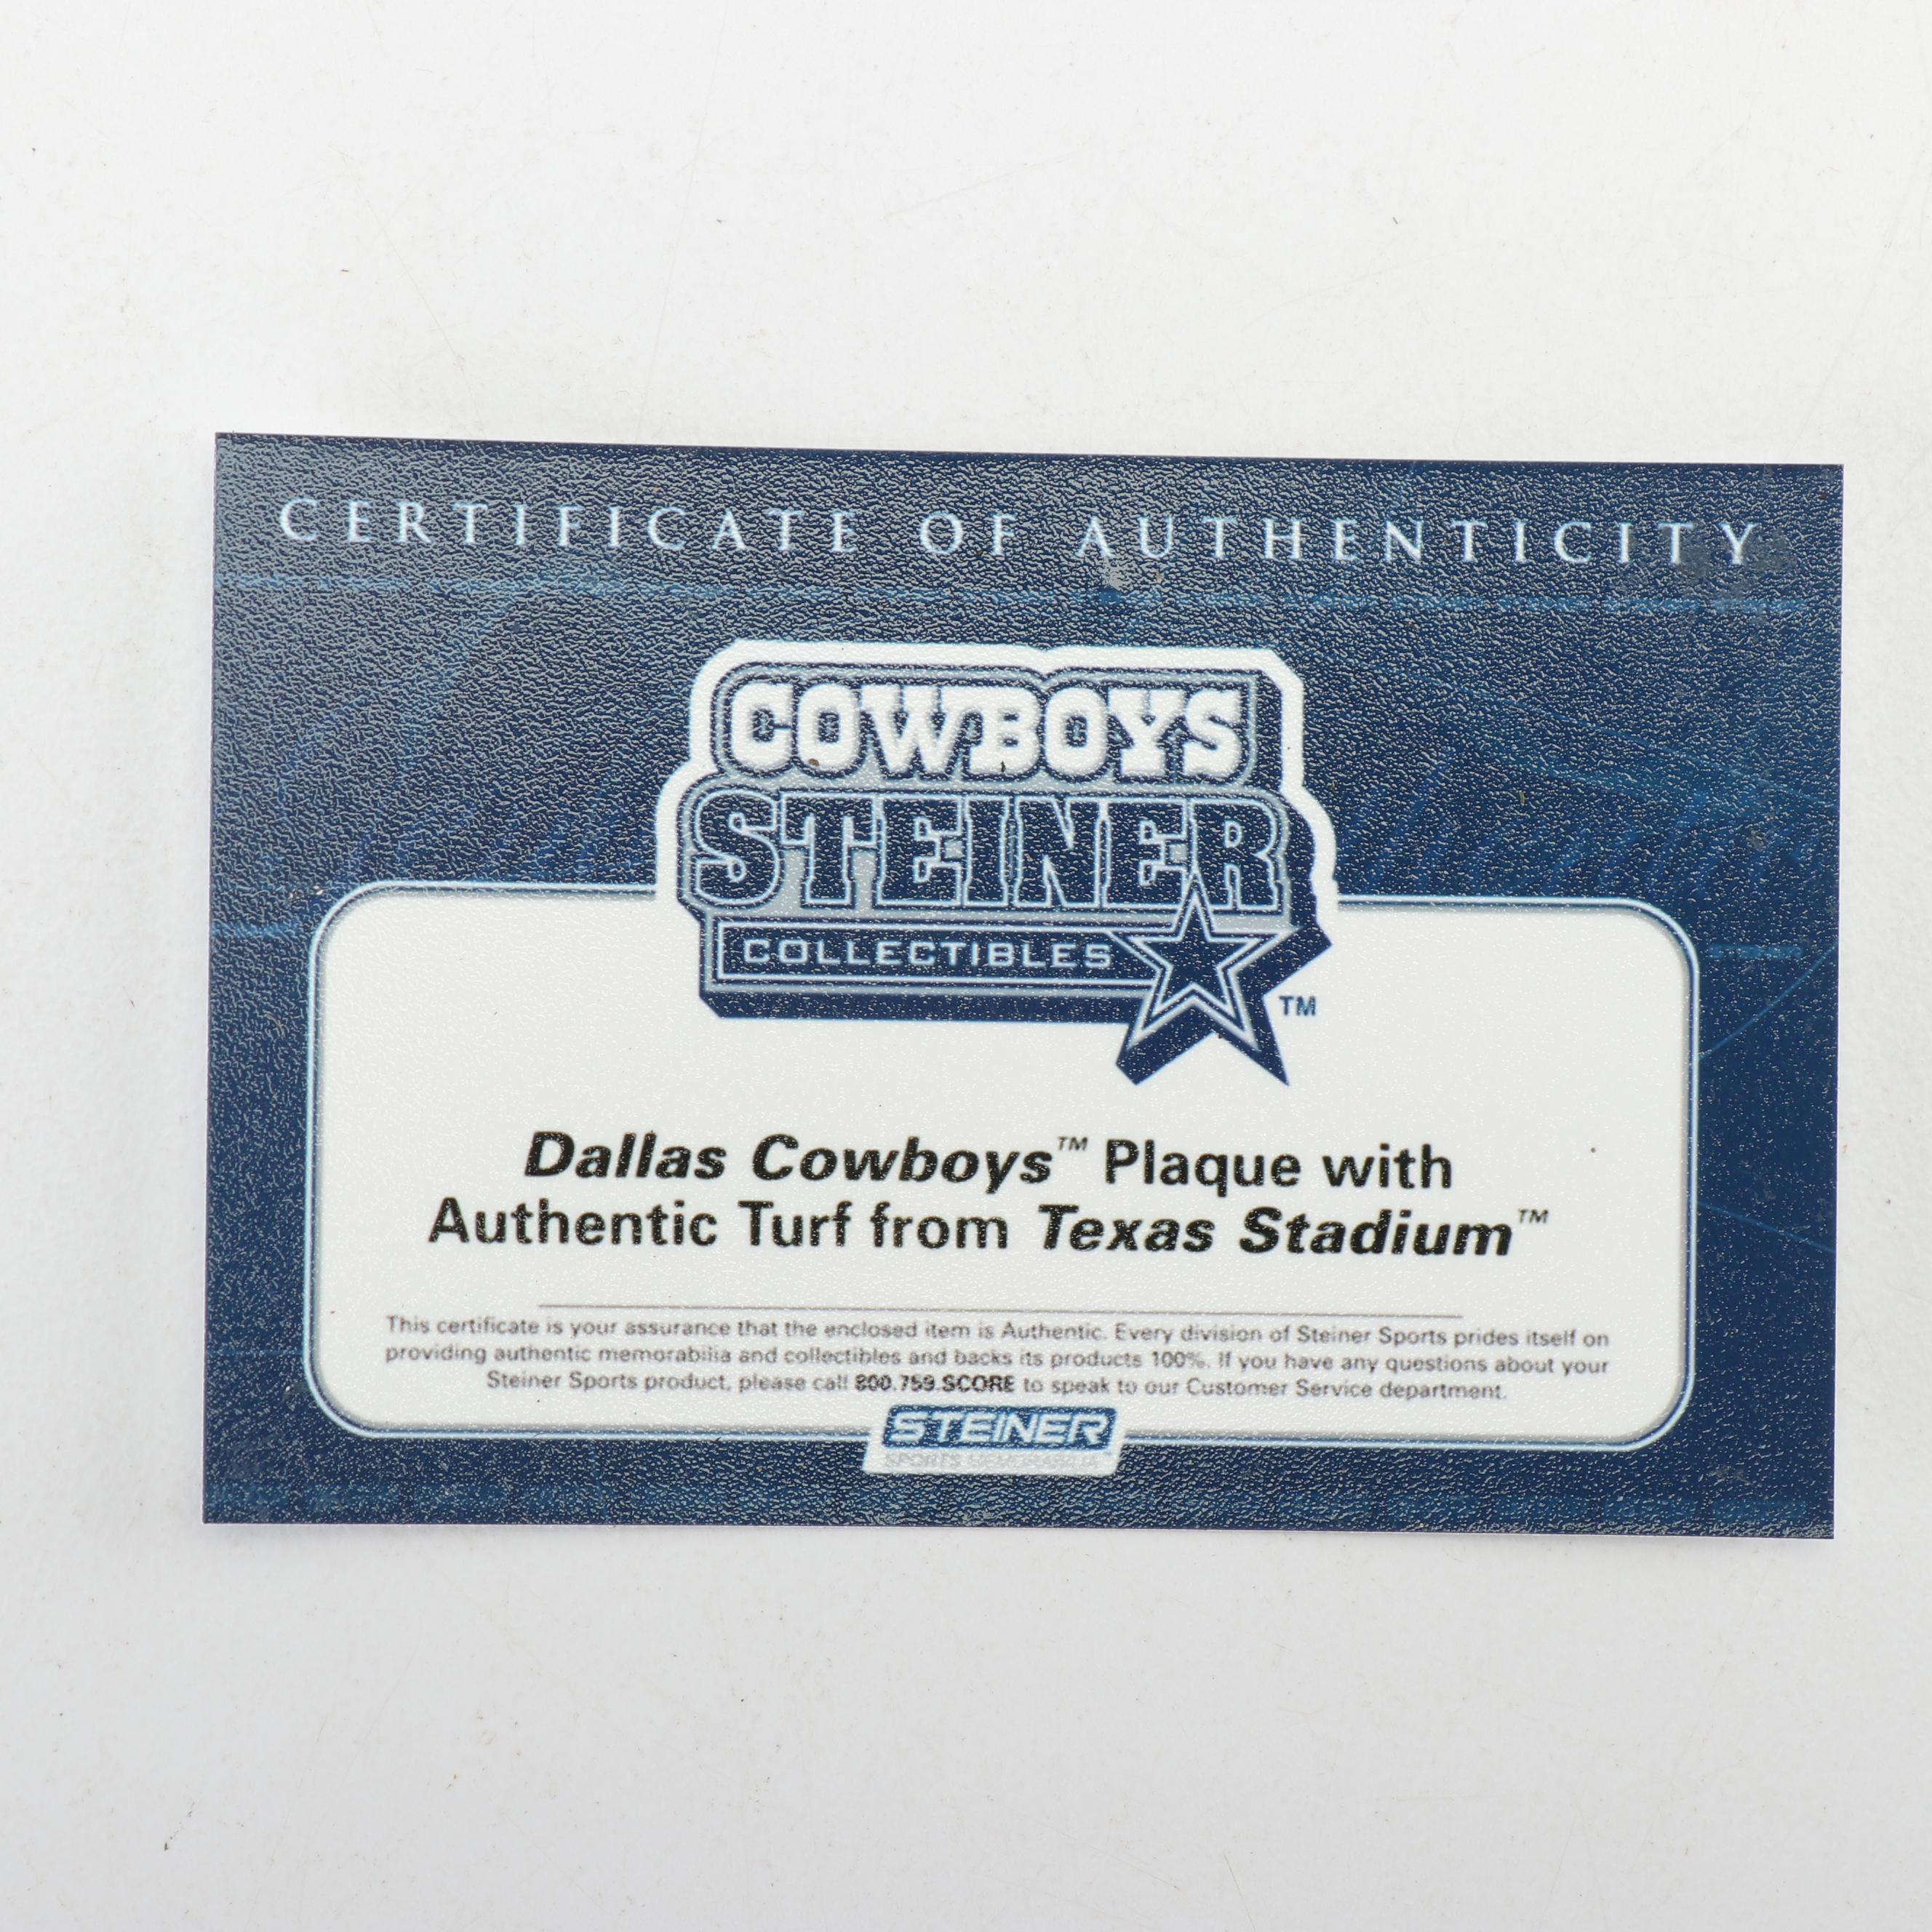 CERTIFICATE OF AUTHENTICITY
COWBOYS
STEINER
COLLECTIBLES
TM
Dallas Cowboys™ Plaque with
Authentic Turf from Texas Stadium™
This certificate is your assurance that the enclosed item is Authentic. Every division of Steiner Sports prides itself on
providing authentic memorabilia and collectibles and backs its products 100%. If you have any questions about your
Steiner Sports product, please call 800.759.SCORE to speak to our Customer Service department.
STEINER
SPORTS MEMORABILIA